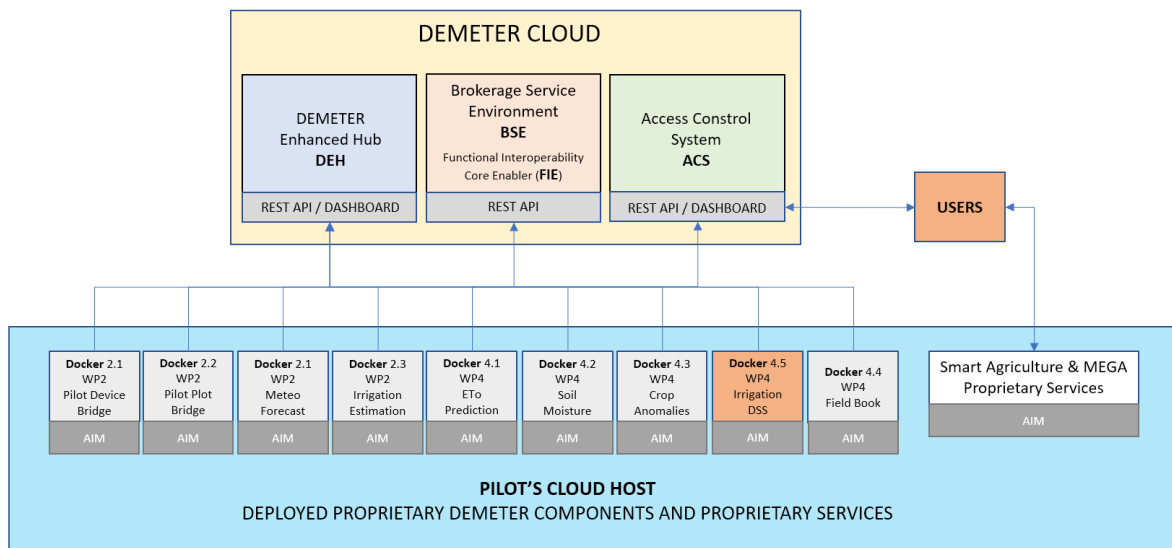 DEMETER CLOUD
DEMETER
Enhanced Hub
DEH
REST API / DASHBOARD
Brokerage Service
Environment
BSE
Functional Interoperability
Core Enabler (FIE)
REST API
Access Constrol
System
ACS
REST API / DASHBOARD
USERS
Docker 2.1
WP2
Pilot Device
Bridge
AIM
Docker 2.2
WP2
Pilot Plot
Bridge
AIM
Docker 2.1
WP2
Meteo
Forecast
AIM
Docker 2.3
WP2
Irrigation
Estimation
AIM
Docker 4.1
WP4
ETo
Prediction
AIM
Docker 4.2
WP4
Soil
Moisture
AIM
Docker 4.3
WP4
Crop
Anomalies
AIM
Docker 4.5
WP4
Irrigation
DSS
AIM
Docker 4.4
WP4
Field Book
AIM
Smart Agriculture & MEGA
Proprietary Services
AIM
PILOT'S CLOUD HOST
DEPLOYED PROPRIETARY DEMETER COMPONENTS AND PROPRIETARY SERVICES